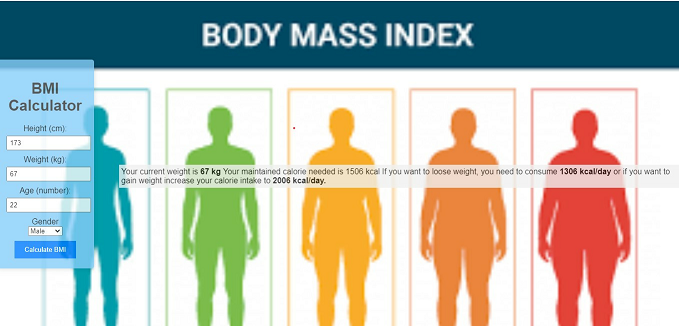 BODY MASS INDEX
BMI
Calculator
Height (cm):
173
Weight (kg)
67
Age (number)
22
Gender
Male
Calculate BMI
Your current weight is 67 kg Your maintained calorie needed is 1506 kcal If you want to loose weight, you need to consume 1306 kcal/day or if you want to
gain weight increase your calorie intake to 2006 kcal/day.